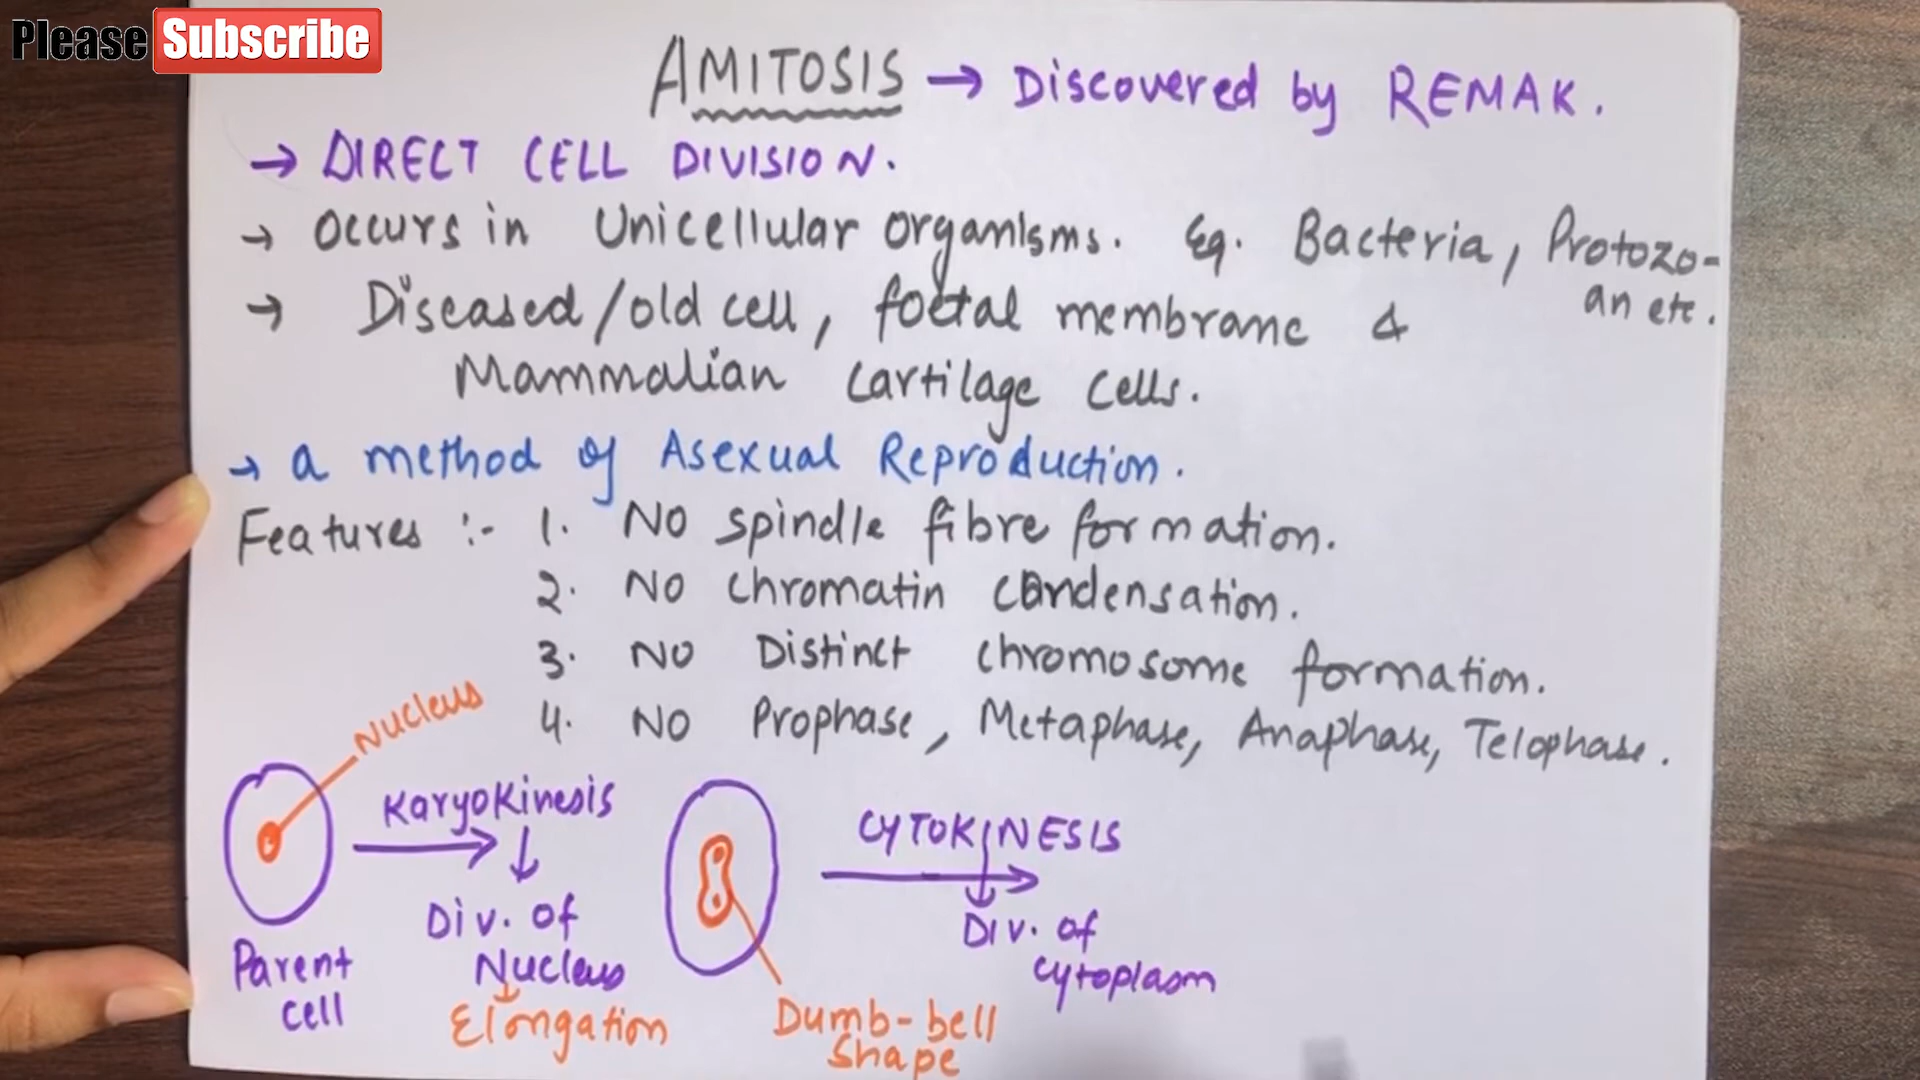 Please Subscribe
AMITOSIS → Discovered by REMAK.
→ DIRECT CELL DIVISION.
→ Occurs in Unicellular organisms. Eg. Bacteria, Protozo-
an etc.
→ Diseased/old cell, foetal membrane &
Mammalian cartilage cells.
→ a method of Asexual Reproduction.
Features :- 1. NO spindle fibre formation.
2. NO chromatin condensation.
3. NO Distinct chromosome formation.
4. NO Prophase, Metaphase, Anaphase, Telophase.
Nucleus
Karyokinesis
CYTOKINESIS
Div. of
Nucleus
Div. of
cytoplasm
Parent
cell
Elongation
Dumb-bell
shape